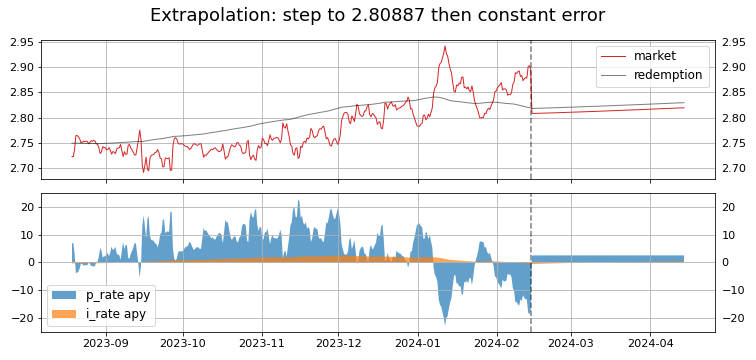 Extrapolation: step to 2.80887 then constant error
2.95 2.95
market
2.90 redemption 2.90
2.85 2.85
2.80 2.80
2.75 2.75
2.70 2.70
20 20
10 10
0 0
p_rate apy
−10 −10
i_rate apy
−20 −20
2023-09 2023-10 2023-11 2023-12 2024-01 2024-02 2024-03 2024-04